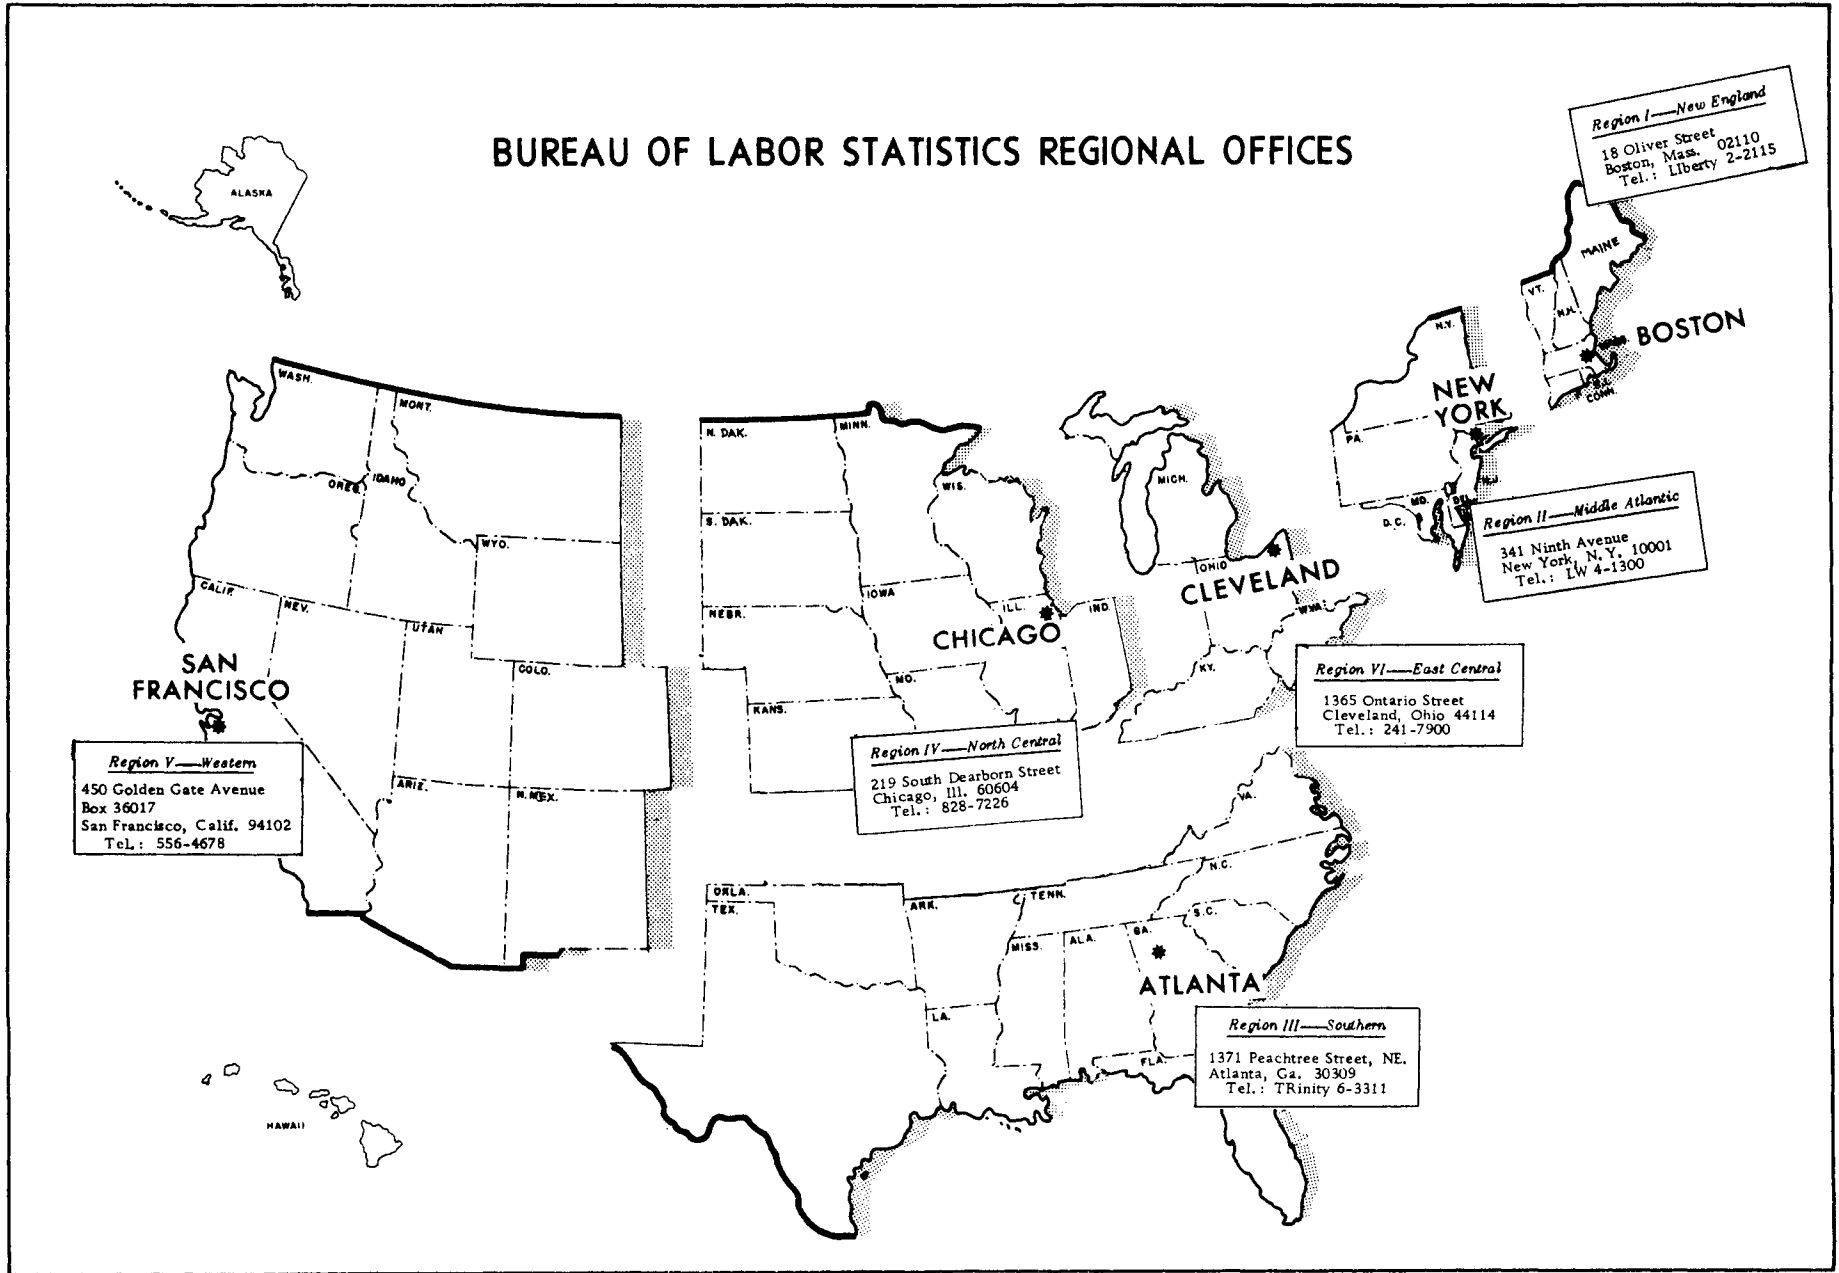 BUREAU OF LABOR STATISTICS REGIONAL OFFICES
Region I—New England
18 Oliver Street
Boston, Mass. 02110
Tel.: LIberty 2-2115
ALASKA
MAINE
VT.
N.H.
BOSTON
R.I.
CONN.
N.Y.
NEW
YORK
PA.
N.J.
MD.
DEL.
D.C.
Region II—Middle Atlantic
341 Ninth Avenue
New York, N.Y. 10001
Tel.: LW 4-1300
WASH.
MONT.
OREG.
IDAHO
WYO.
CALIF.
NEV.
UTAH
COLO.
ARIZ.
N. MEX.
SAN
FRANCISCO
Region V—Western
450 Golden Gate Avenue
Box 36017
San Francisco, Calif. 94102
Tel.: 556-4678
N. DAK.
MINN.
S. DAK.
WIS.
MICH.
NEBR.
IOWA
ILL.
IND.
OHIO
CLEVELAND
CHICAGO
W.VA.
KY.
MO.
KANS.
Region VI—East Central
1365 Ontario Street
Cleveland, Ohio 44114
Tel.: 241-7900
Region IV—North Central
219 South Dearborn Street
Chicago, Ill. 60604
Tel.: 828-7226
VA.
N.C.
OKLA.
TEX.
ARK.
TENN.
S.C.
MISS.
ALA.
GA.
ATLANTA
LA.
FLA.
Region III—Southern
1371 Peachtree Street, NE.
Atlanta, Ga. 30309
Tel.: TRinity 6-3311
HAWAII